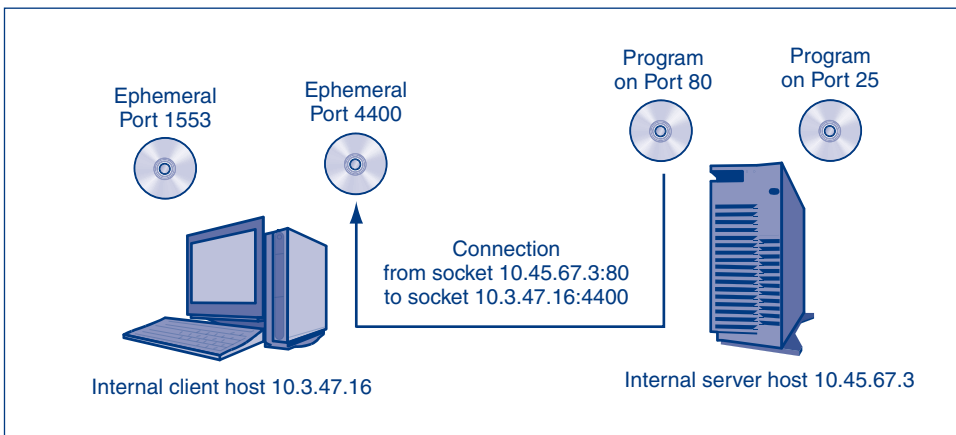 Ephemeral
Port 1553
Ephemeral
Port 4400
Program
on Port 80
Program
on Port 25
Connection
from socket 10.45.67.3:80
to socket 10.3.47.16:4400
Internal client host 10.3.47.16
Internal server host 10.45.67.3